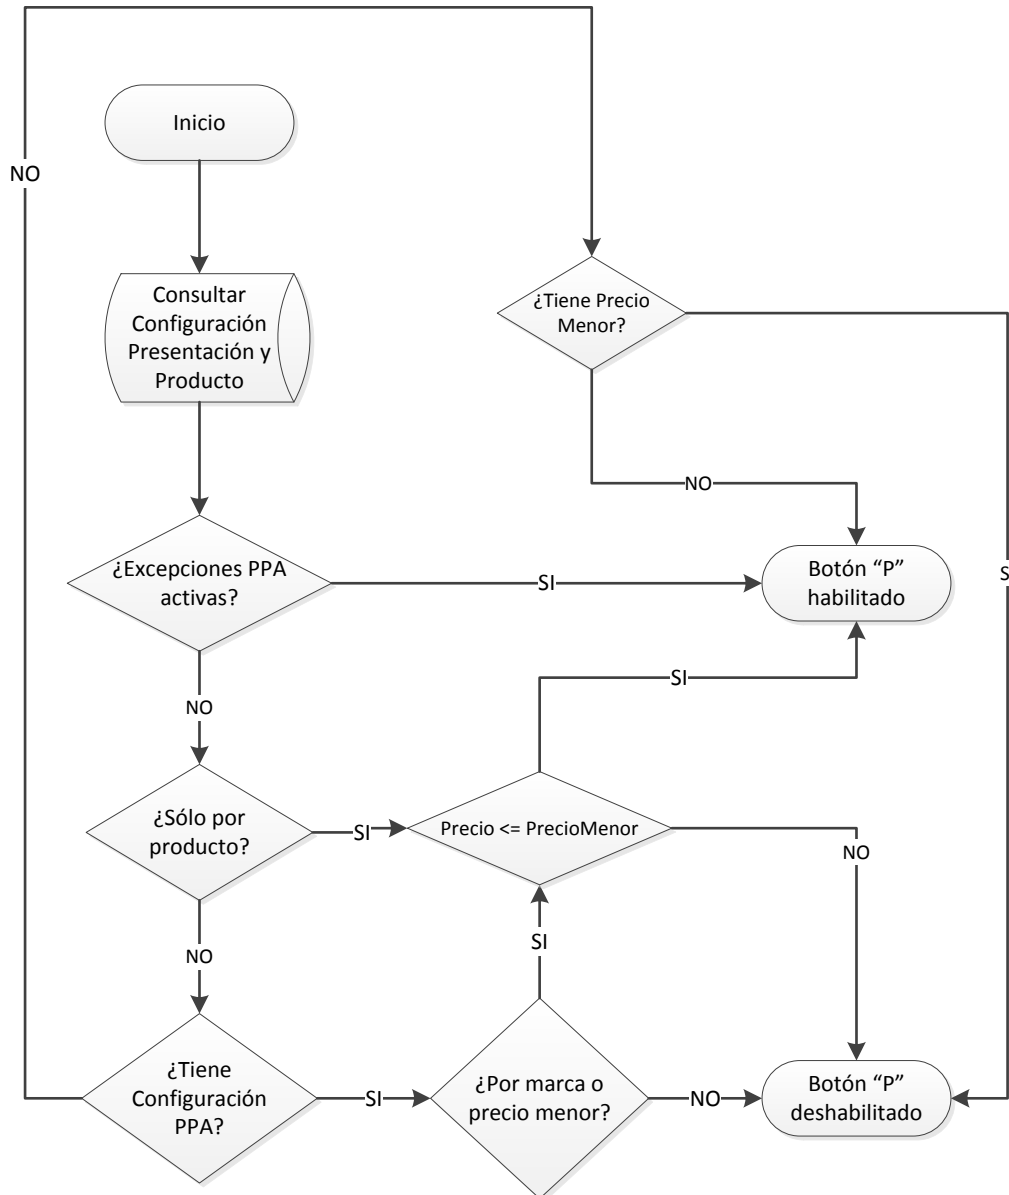 Inicio
NO
Consultar
Configuración
Presentación y
Producto
¿Tiene Precio
Menor?
NO
¿Excepciones PPA
activas?
SI
Botón “P”
habilitado
S
SI
NO
¿Sólo por
producto?
SI
Precio <= PrecioMenor
NO
SI
NO
¿Tiene
Configuración
PPA?
SI
¿Por marca o
precio menor?
NO
Botón “P”
deshabilitado